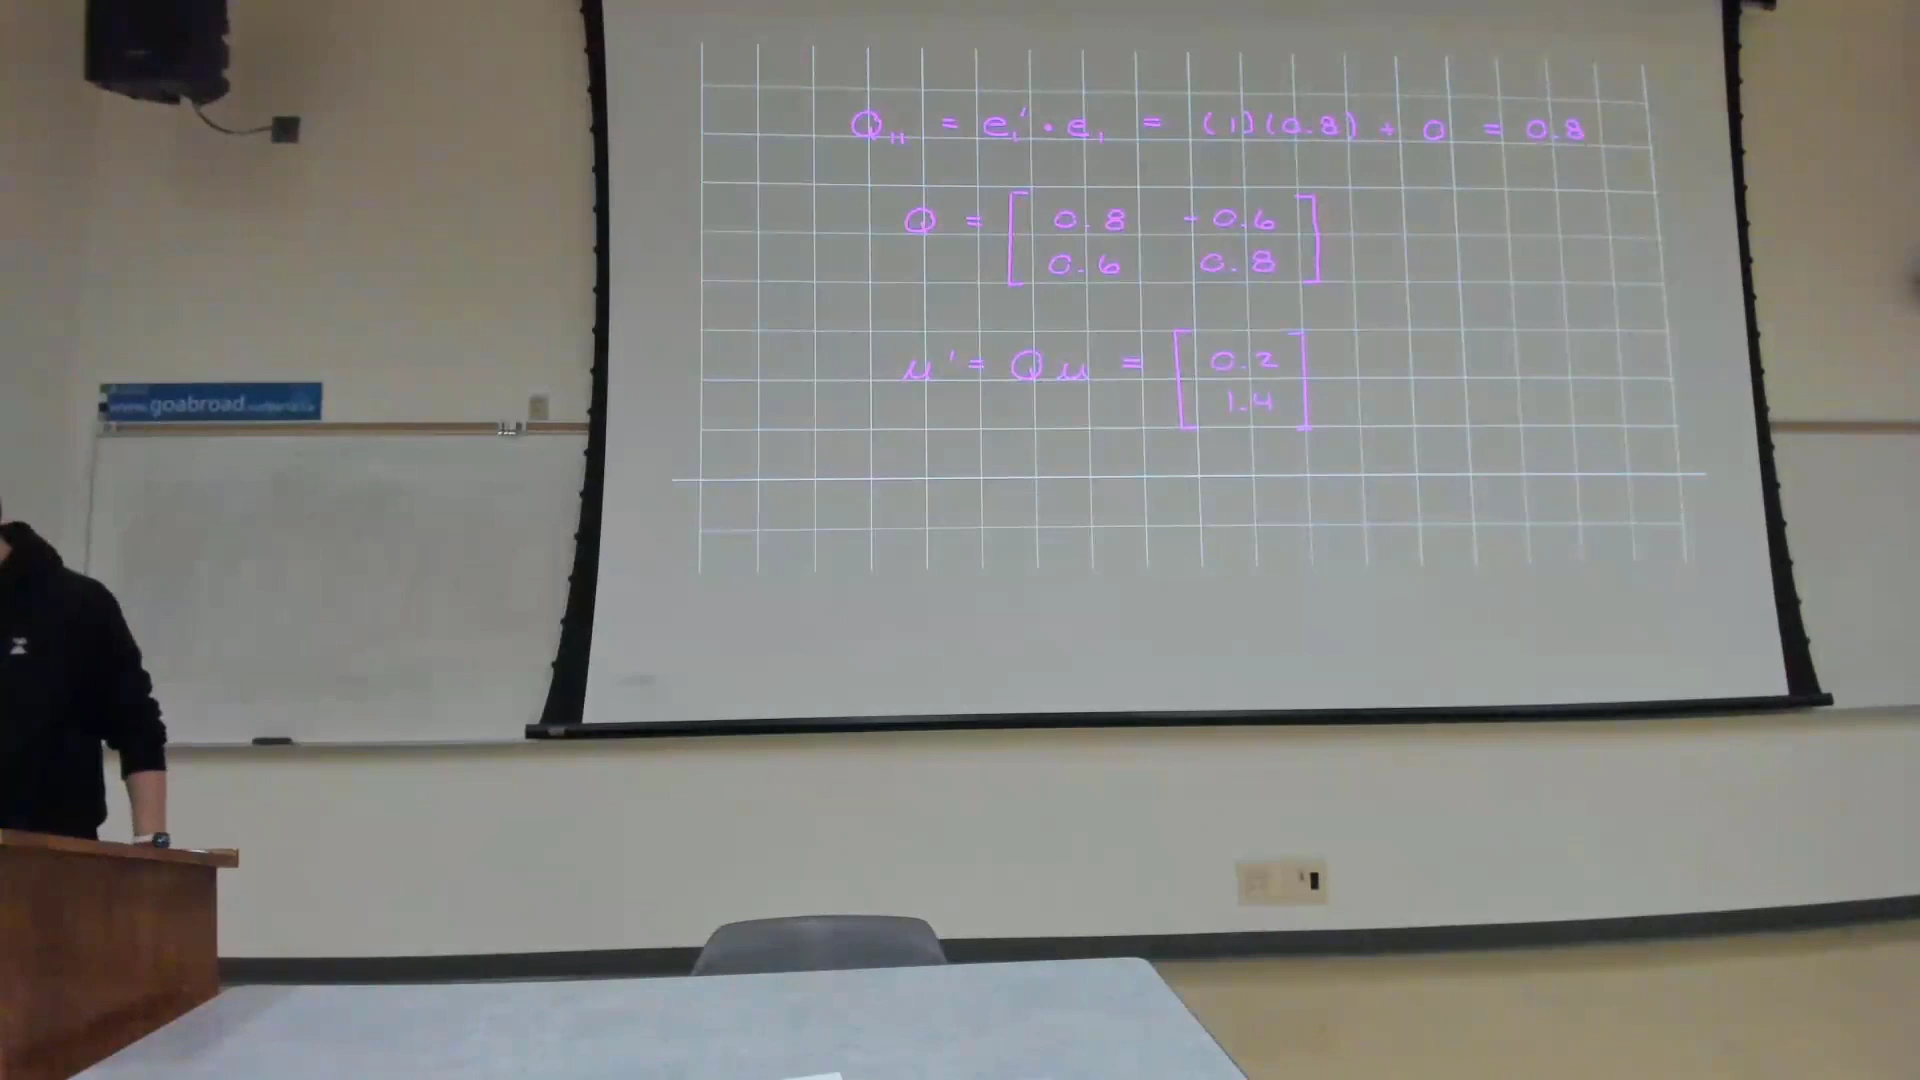 Q₁₁ = e₁' · e₁ = (1)(0.8) + 0 = 0.8
Q = [ 0.8 -0.6
0.6 0.8 ]
u' = Q u = [ 0.2
1.4 ]
www.goabroad